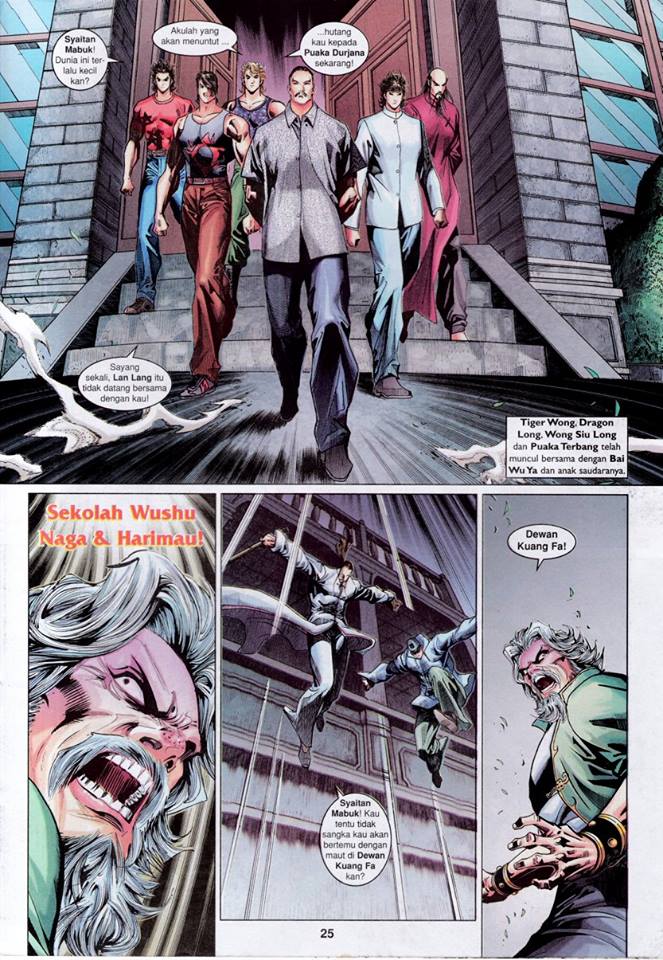 Syaitan
Mabuk!
Dunia ini ter-
lalu kecil
kan?
Akulah yang
akan menuntut ...
...hutang
kau kepada
Puaka Durjana
sekarang!
Sayang
sekali, Lan Lang itu
tidak datang bersama
dengan kau!
Tiger Wong, Dragon
Long, Wong Siu Long
dan Puaka Terbang telah
muncul bersama dengan Bai
Wu Ya dan anak saudaranya.
Sekolah Wushu
Naga & Harimau!
Syaitan
Mabuk! Kau
tentu tidak
sangka kau akan
bertemu dengan
maut di Dewan
Kuang Fa
kan?
Dewan
Kuang Fa!
25